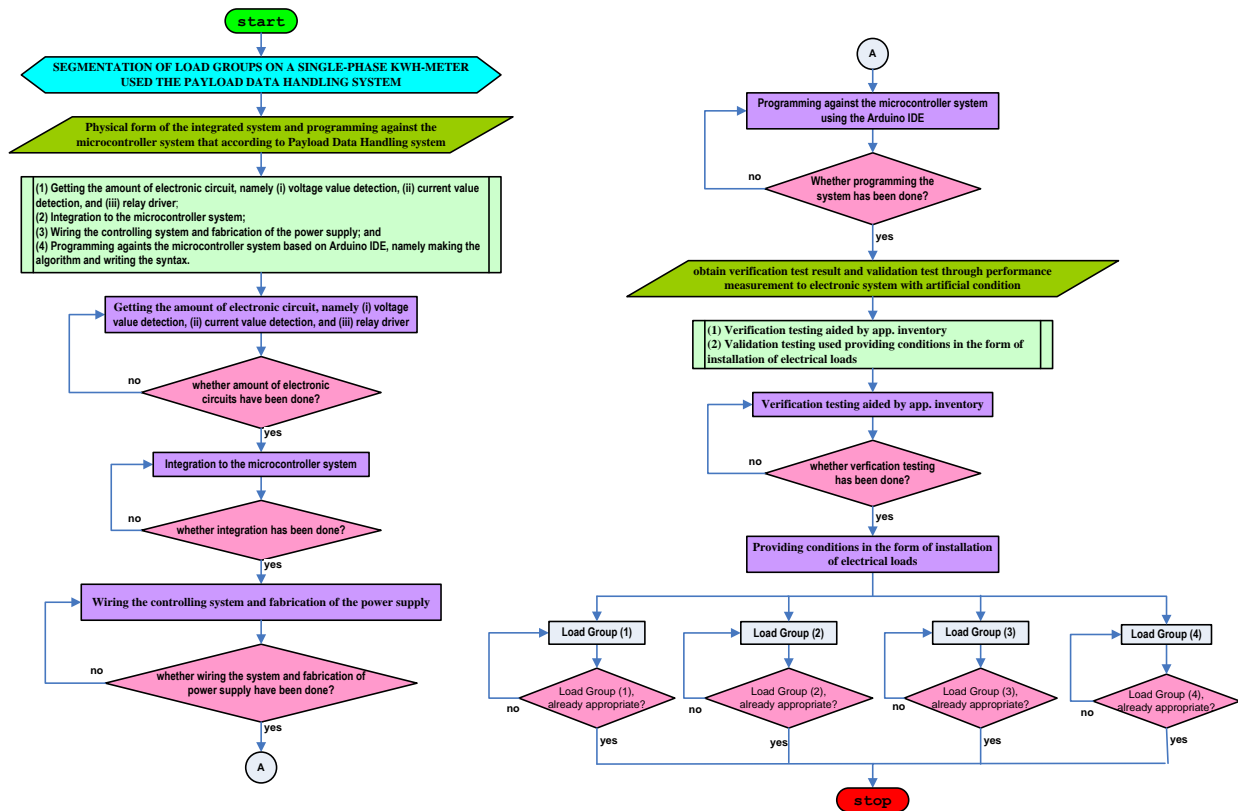 start
SEGMENTATION OF LOAD GROUPS ON A SINGLE-PHASE KWH-METER
USED THE PAYLOAD DATA HANDLING SYSTEM
Physical form of the integrated system and programming against the
microcontroller system that according to Payload Data Handling system
(1) Getting the amount of electronic circuit, namely (i) voltage value detection, (ii) current value
detection, and (iii) relay driver;
(2) Integration to the microcontroller system;
(3) Wiring the controlling system and fabrication of the power supply; and
(4) Programming againts the microcontroller system based on Arduino IDE, namely making the
algorithm and writing the syntax.
Getting the amount of electronic circuit, namely (i) voltage
value detection, (ii) current value detection, and (iii) relay driver
no
whether amount of electronic
circuits have been done?
yes
Integration to the microcontroller system
no
whether integration has been done?
yes
Wiring the controlling system and fabrication of the power supply
no
whether wiring the system and fabrication of
power supply have been done?
yes
A
A
Programming against the microcontroller system
using the Arduino IDE
no
Whether programming the
system has been done?
yes
obtain verification test result and validation test through performance
measurement to electronic system with artificial condition
(1) Verification testing aided by app. inventory
(2) Validation testing used providing conditions in the form of
installation of electrical loads
Verification testing aided by app. inventory
no
whether verfication testing
has been done?
yes
Providing conditions in the form of installation
of electrical loads
Load Group (1)
Load Group (2)
Load Group (3)
Load Group (4)
Load Group (1),
already appropriate?
no
yes
Load Group (2),
already appropriate?
no
yes
Load Group (3),
already appropriate?
no
yes
Load Group (4),
already appropriate?
no
yes
stop